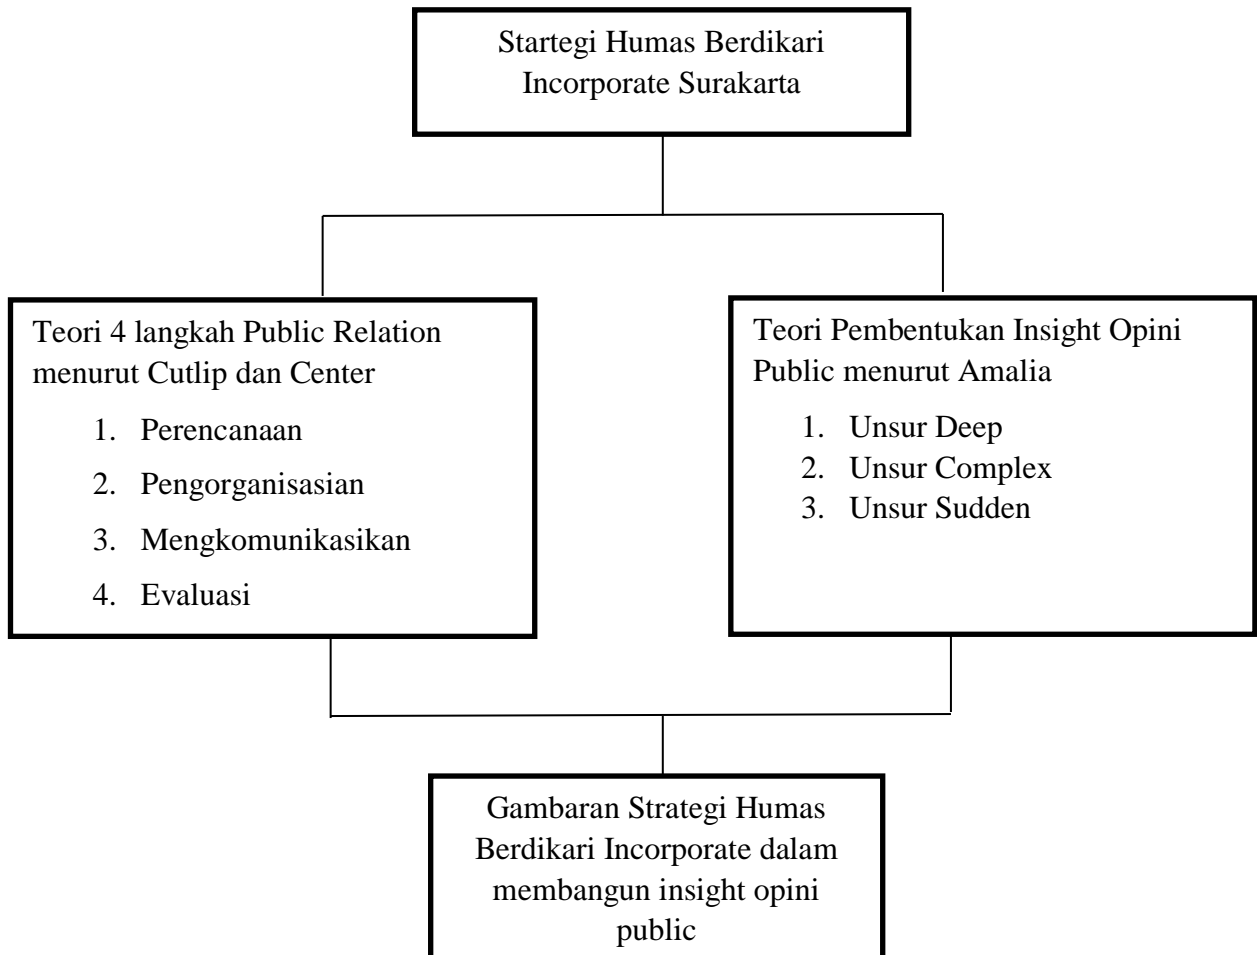 Startegi Humas Berdikari
Incorporate Surakarta
Teori 4 langkah Public Relation
menurut Cutlip dan Center
1. Perencanaan
2. Pengorganisasian
3. Mengkomunikasikan
4. Evaluasi
Teori Pembentukan Insight Opini
Public menurut Amalia
1. Unsur Deep
2. Unsur Complex
3. Unsur Sudden
Gambaran Strategi Humas
Berdikari Incorporate dalam
membangun insight opini
public